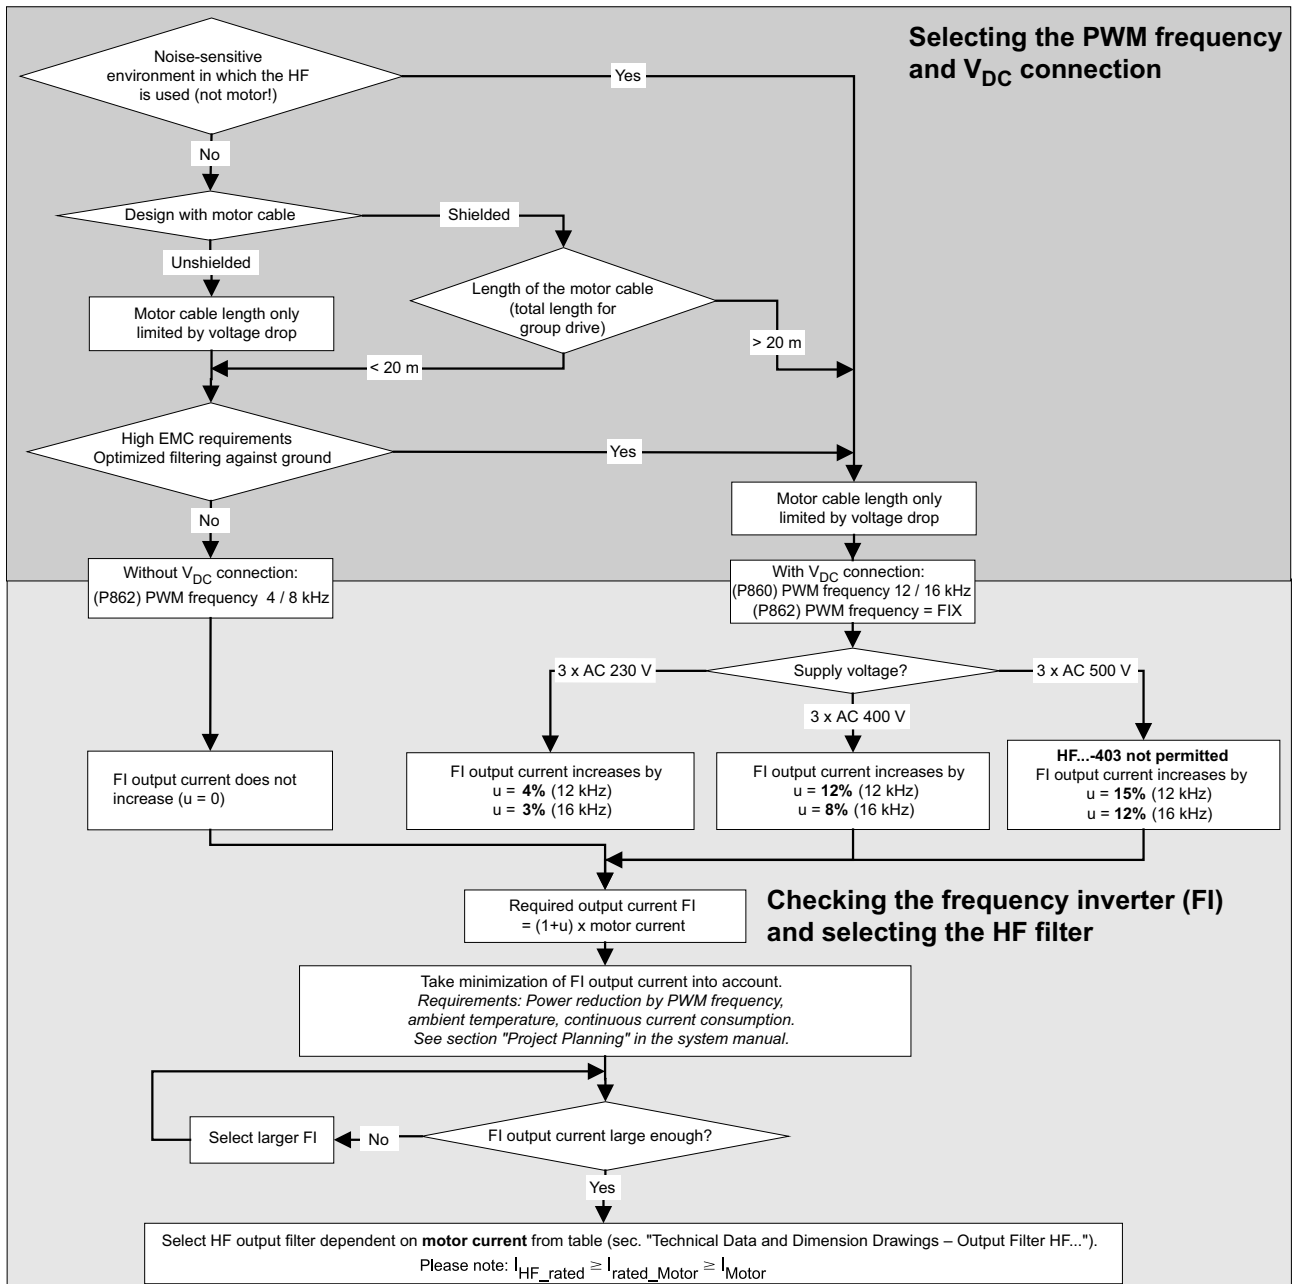 Selecting the PWM frequency
and VDC connection
Noise-sensitive
environment in which the HF
is used (not motor!)
Yes
No
Design with motor cable
Shielded
Unshielded
Length of the motor cable
(total length for
group drive)
Motor cable length only
limited by voltage drop
> 20 m
< 20 m
High EMC requirements
Optimized filtering against ground
Yes
No
Motor cable length only
limited by voltage drop
Without VDC connection:
(P862) PWM frequency 4 / 8 kHz
With VDC connection:
(P860) PWM frequency 12 / 16 kHz
(P862) PWM frequency = FIX
3 x AC 230 V
Supply voltage?
3 x AC 500 V
3 x AC 400 V
FI output current does not
increase (u = 0)
FI output current increases by
u = 4% (12 kHz)
u = 3% (16 kHz)
FI output current increases by
u = 12% (12 kHz)
u = 8% (16 kHz)
HF...-403 not permitted
FI output current increases by
u = 15% (12 kHz)
u = 12% (16 kHz)
Checking the frequency inverter (FI)
and selecting the HF filter
Required output current FI
= (1+u) x motor current
Take minimization of FI output current into account.
Requirements: Power reduction by PWM frequency,
ambient temperature, continuous current consumption.
See section "Project Planning" in the system manual.
Select larger FI
No
FI output current large enough?
Yes
Select HF output filter dependent on motor current from table (sec. "Technical Data and Dimension Drawings – Output Filter HF...").
Please note: IHF_rated ≥ Irated_Motor ≥ IMotor